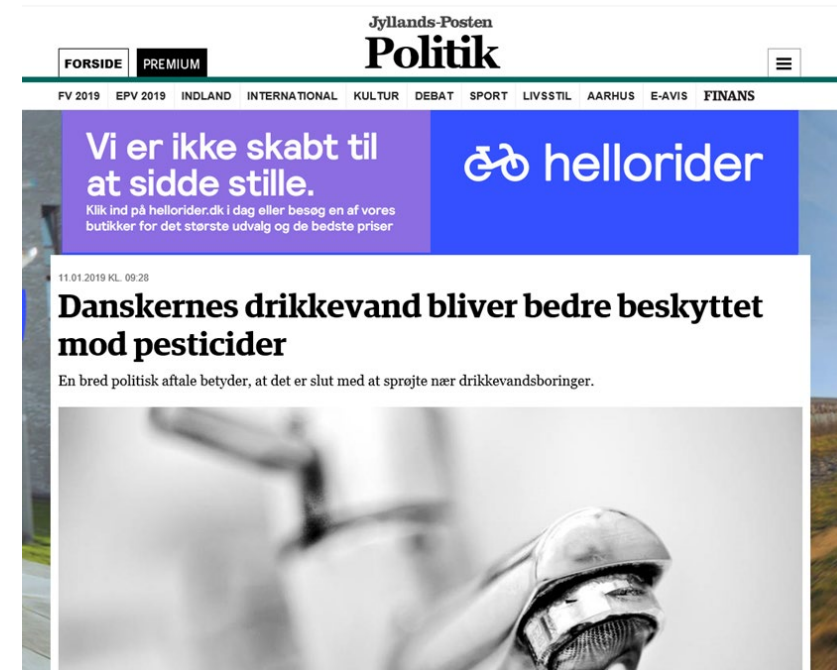 Jyllands-Posten
Politik
FORSIDE PREMIUM
FV 2019 EPV 2019 INDLAND INTERNATIONAL KULTUR DEBAT SPORT LIVSSTIL AARHUS E-AVIS FINANS
Vi er ikke skabt til
at sidde stille.
Klik ind på hellorider.dk i dag eller besøg en af vores
butikker for det største udvalg og de bedste priser
hellorider
11.01.2019 KL. 09:28
Danskernes drikkevand bliver bedre beskyttet
mod pesticider
En bred politisk aftale betyder, at det er slut med at sprøjte nær drikkevandsboringer.